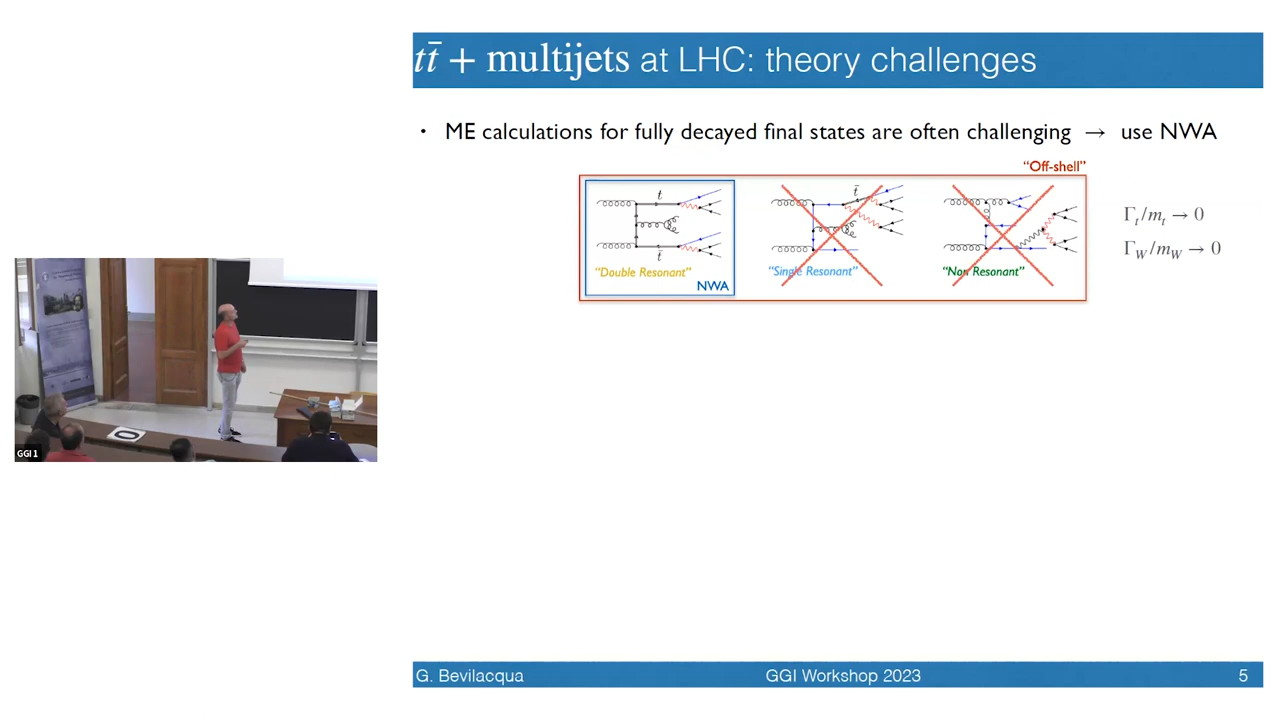 tt̄ + multijets at LHC: theory challenges
• ME calculations for fully decayed final states are often challenging → use NWA
"Off-shell"
t
t̄
"Double Resonant"
NWA
t̄
"Single Resonant"
"Non Resonant"
Γt/mt → 0
ΓW/mW → 0
GGI 1
G. Bevilacqua GGI Workshop 2023 5